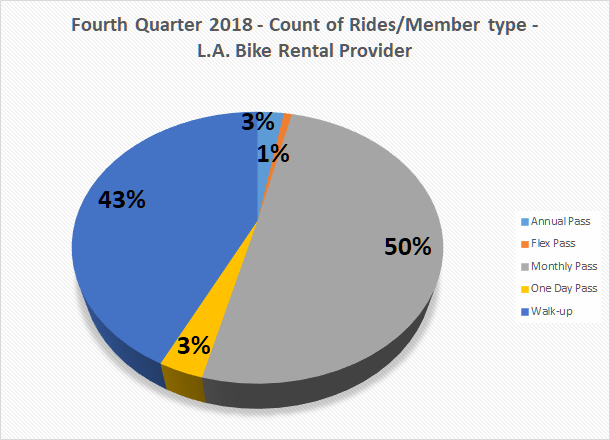 Fourth Quarter 2018 - Count of Rides/Member type -
L.A. Bike Rental Provider
3%
1%
43%
50%
3%
Annual Pass
Flex Pass
Monthly Pass
One Day Pass
Walk-up